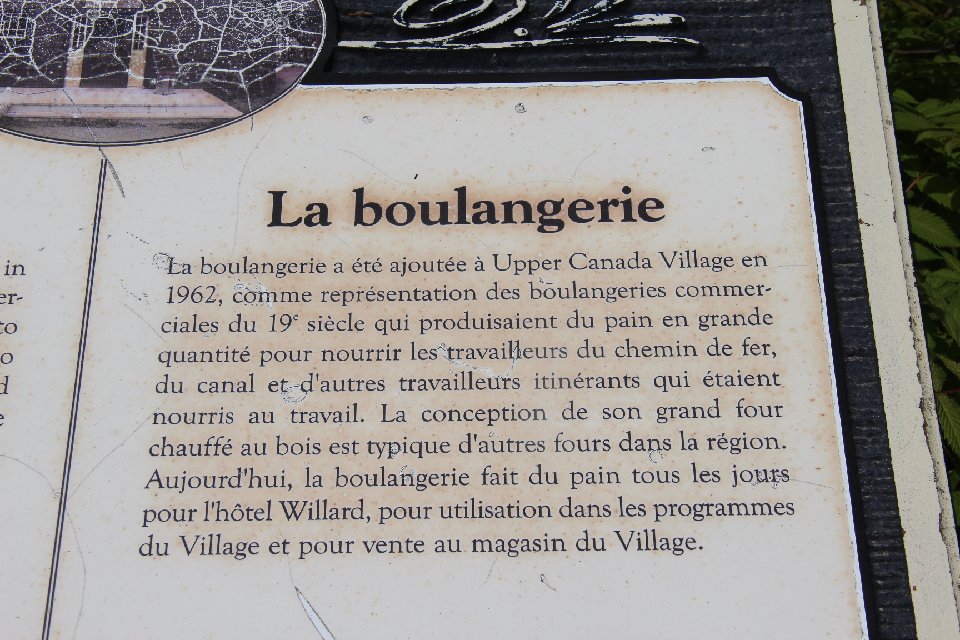 La boulangerie
La boulangerie a été ajoutée à Upper Canada Village en
1962, comme représentation des boulangeries commer-
ciales du 19e siècle qui produisaient du pain en grande
quantité pour nourrir les travailleurs du chemin de fer,
du canal et d'autres travailleurs itinérants qui étaient
nourris au travail. La conception de son grand four
chauffé au bois est typique d'autres fours dans la région.
Aujourd'hui, la boulangerie fait du pain tous les jours
pour l'hôtel Willard, pour utilisation dans les programmes
du Village et pour vente au magasin du Village.
in
er-
to